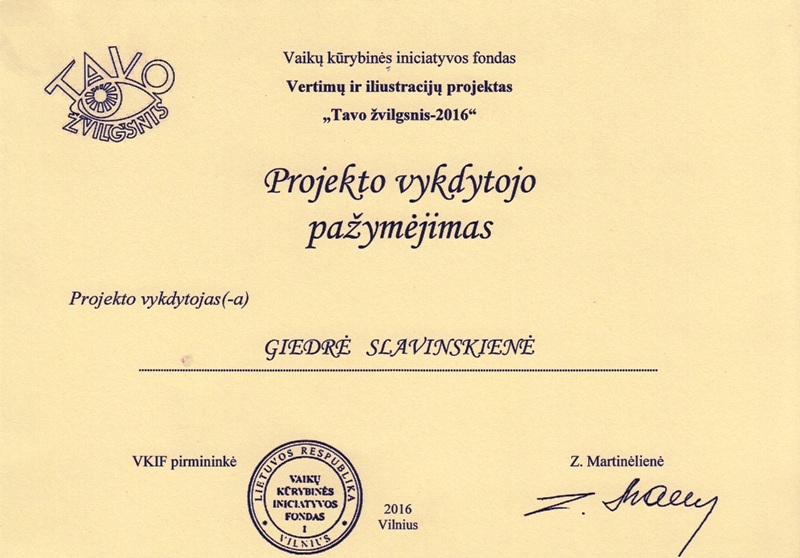 TAVO
ŽVILGSNIS
Vaikų kūrybinės iniciatyvos fondas
Vertimų ir iliustracijų projektas
„Tavo žvilgsnis-2016“
Projekto vykdytojo
pažymėjimas
Projekto vykdytojas(-a)
GIEDRĖ SLAVINSKIENĖ
VKIF pirmininkė
LIETUVOS RESPUBLIKA
VAIKŲ
KŪRYBINĖS
INICIATYVOS
FONDAS
1
VILNIUS
2016
Vilnius
Z. Martinėlienė